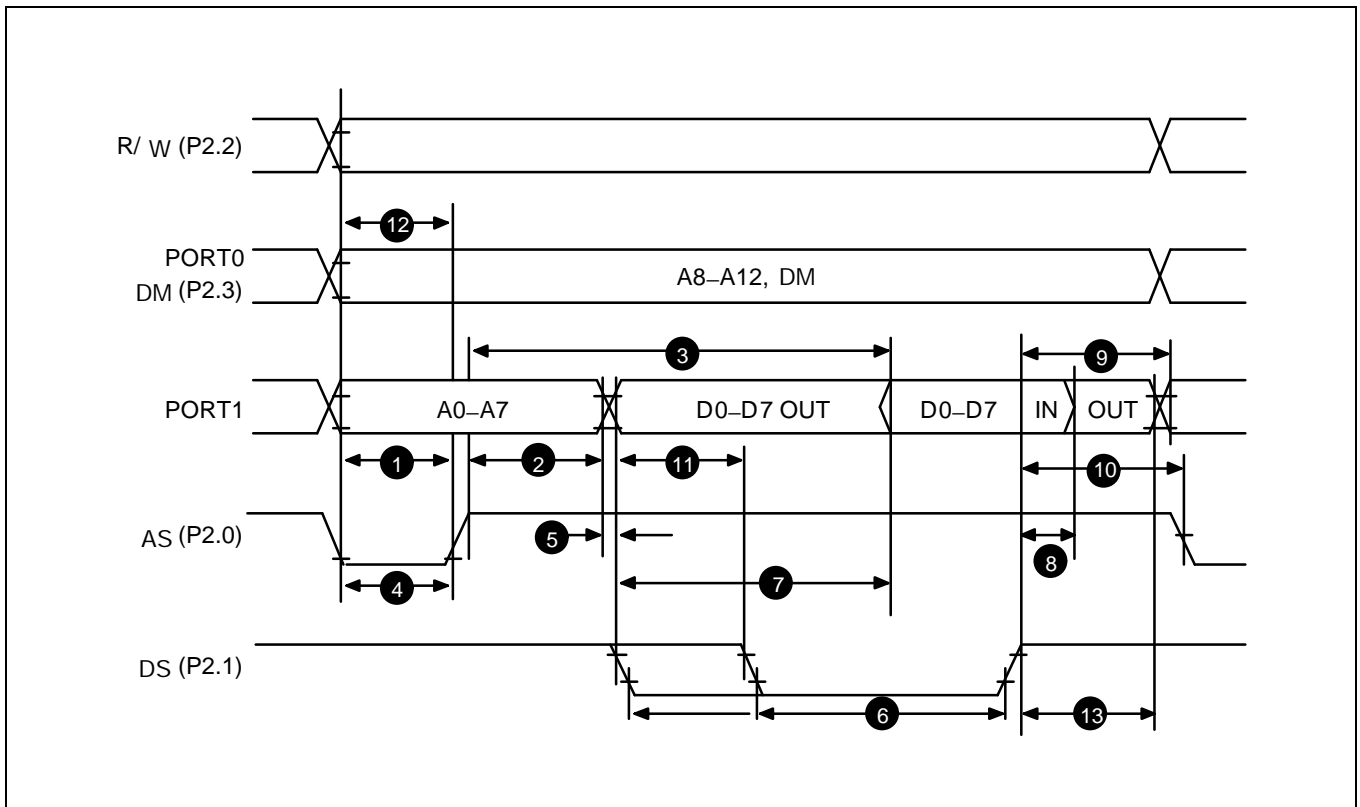 R/ W (P2.2)
12
PORT0
DM (P2.3)
A8–A12, DM
3
9
PORT1
A0–A7
D0–D7 OUT
D0–D7
IN
OUT
1
2
11
10
AS (P2.0)
5
8
4
7
DS (P2.1)
6
13